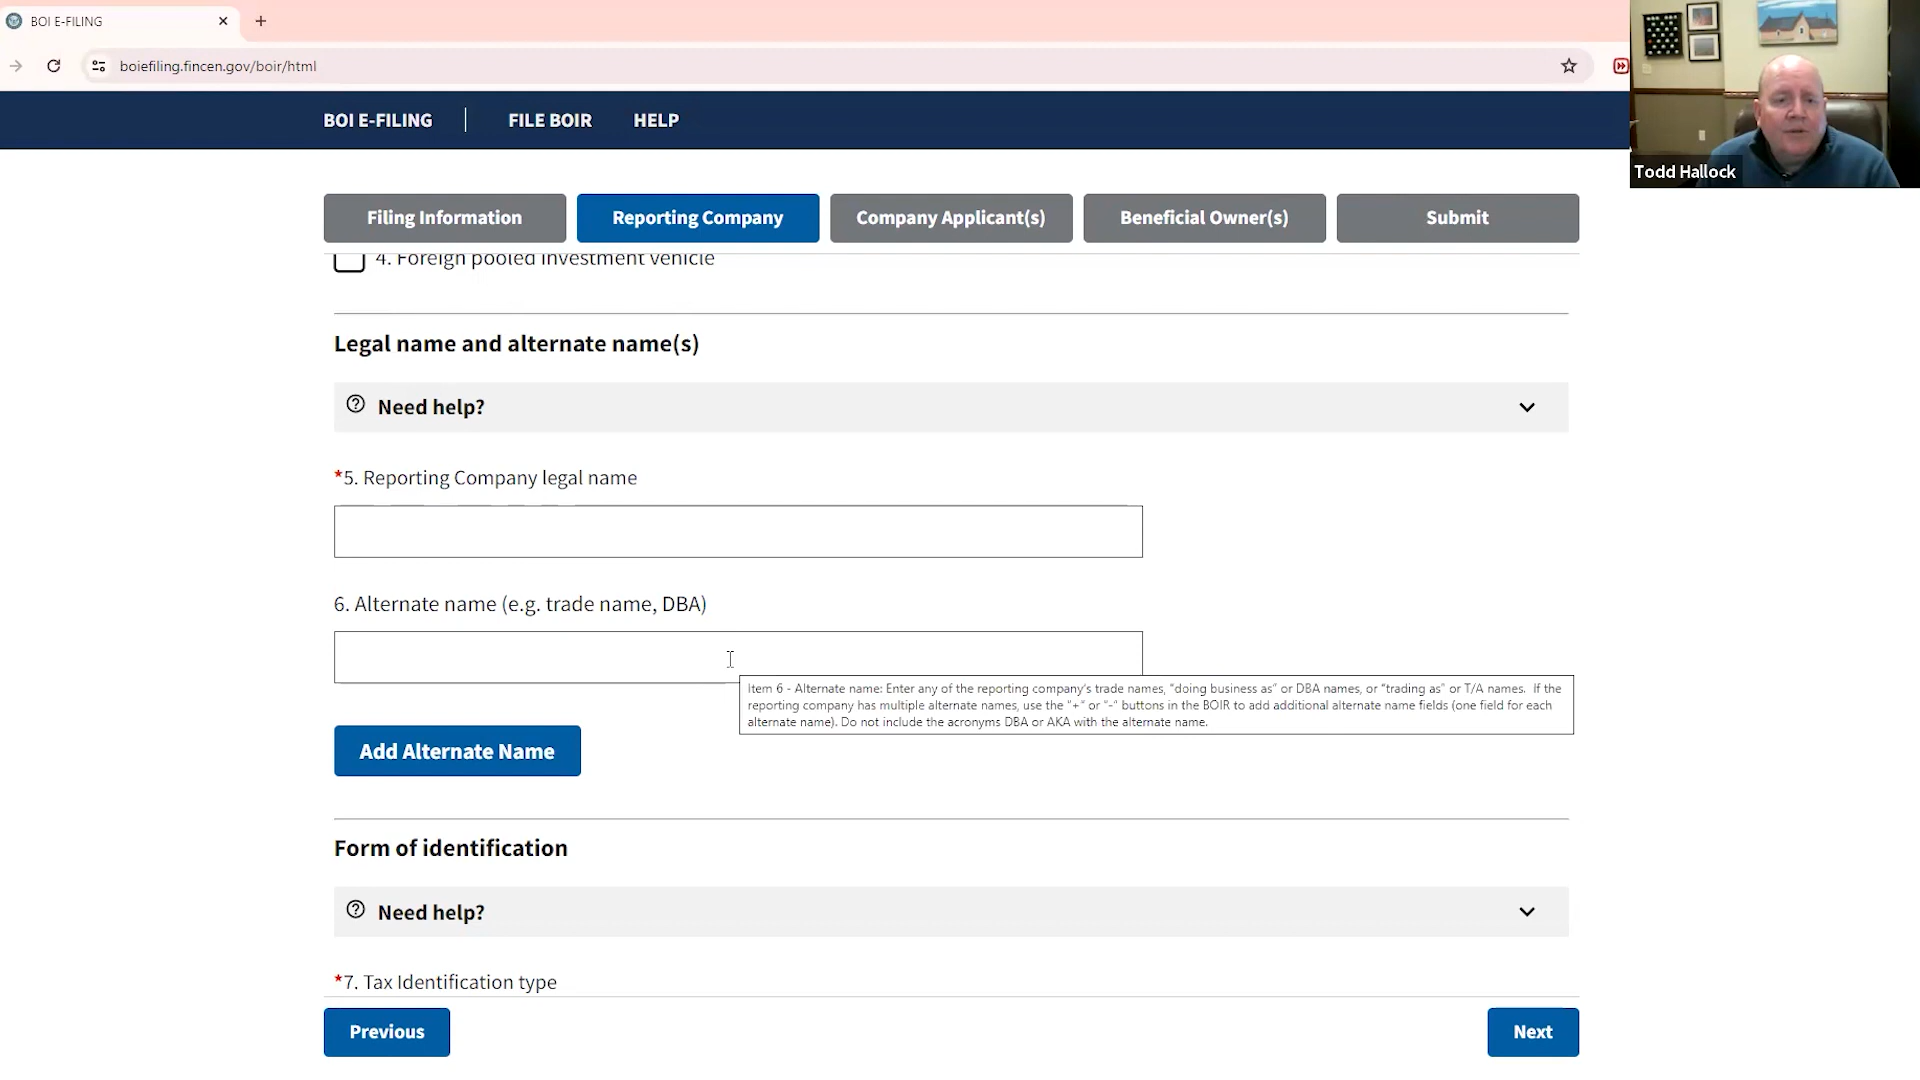 BOI E-FILING
boiefiling.fincen.gov/boir/html
BOI E-FILING
FILE BOIR
HELP
Todd Hallock
Filing Information
Reporting Company
Company Applicant(s)
Beneficial Owner(s)
Submit
4. Foreign pooled investment vehicle
Legal name and alternate name(s)
Need help?
*5. Reporting Company legal name
6. Alternate name (e.g. trade name, DBA)
Item 6 - Alternate name: Enter any of the reporting company's trade names, "doing business as" or DBA names, or "trading as" or T/A names. If the
reporting company has multiple alternate names, use the "+" or "-" buttons in the BOIR to add additional alternate name fields (one field for each
alternate name). Do not include the acronyms DBA or AKA with the alternate name.
Add Alternate Name
Form of identification
Need help?
*7. Tax Identification type
Previous
Next